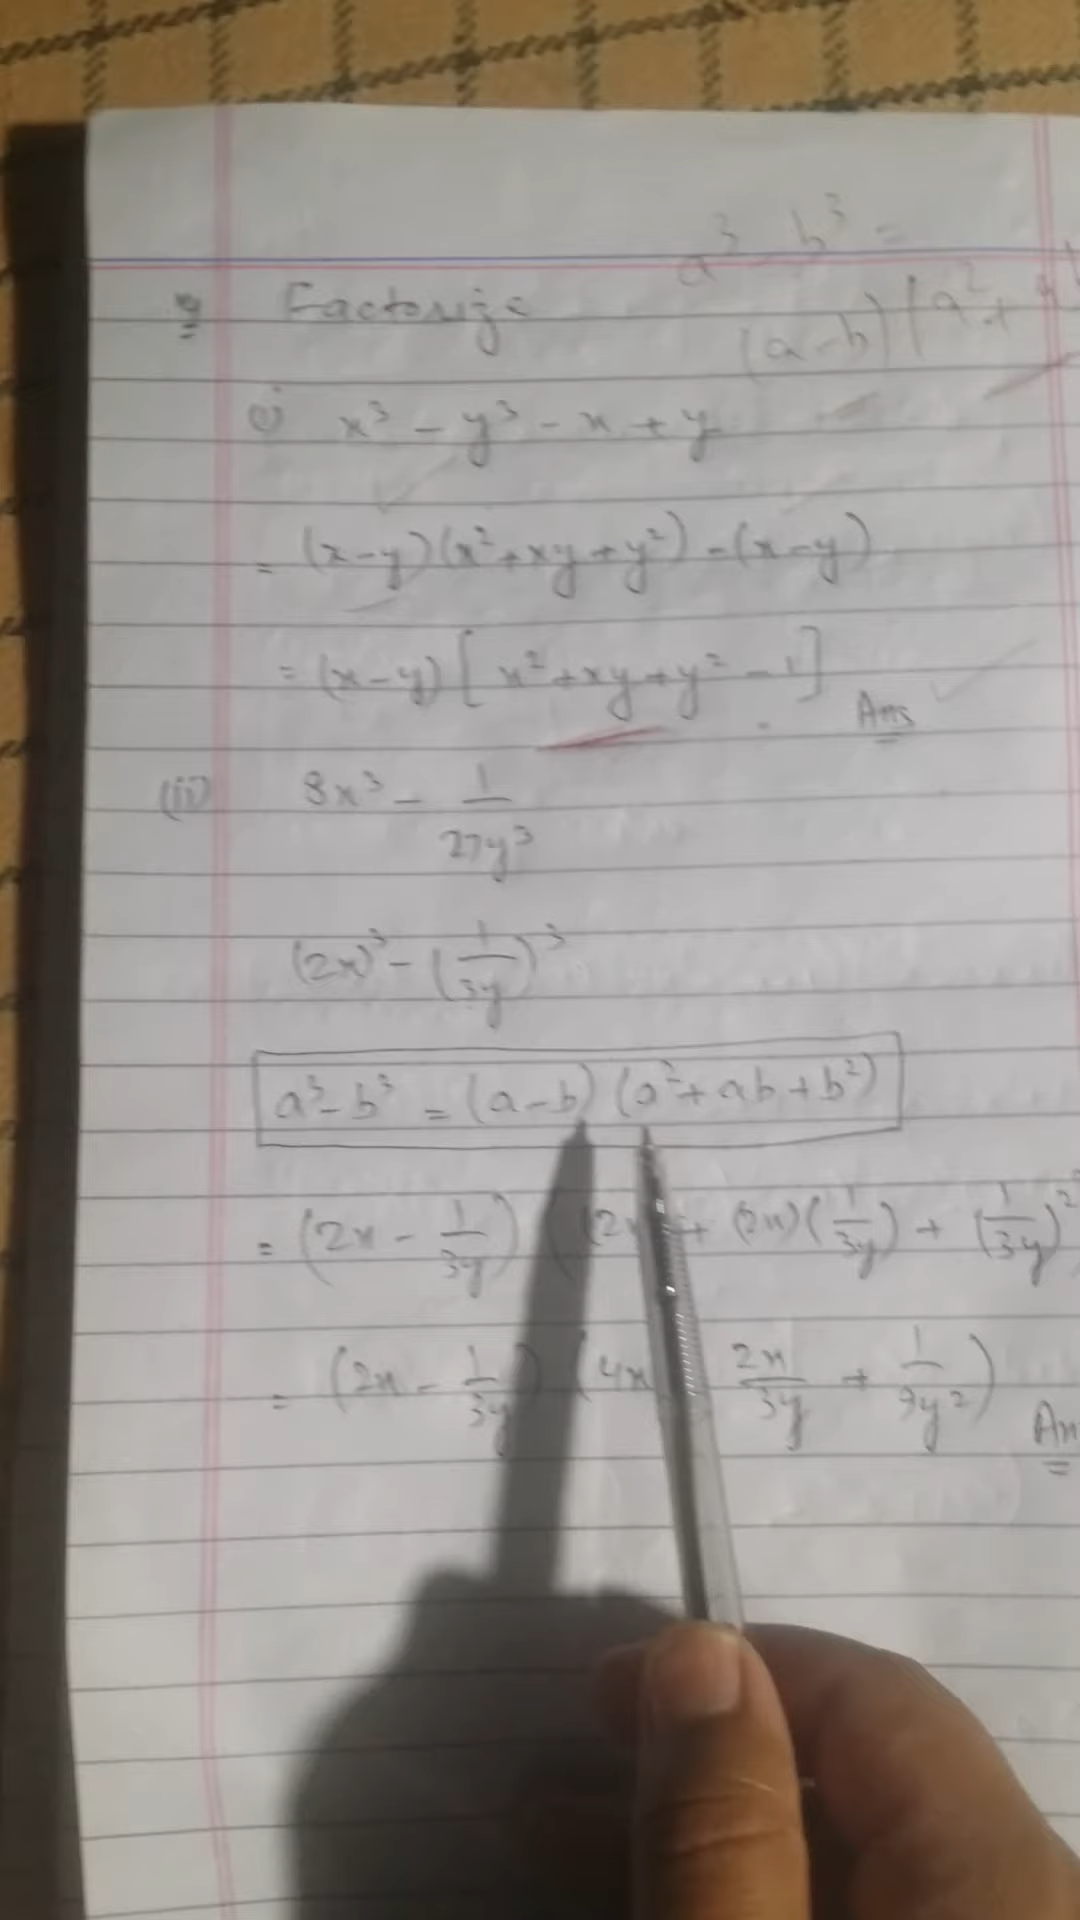 a³ - b³ =
Factorize (a-b)(a²+
(i) x³ - y³ - x + y
= (x-y)(x²+xy+y²) - (x-y)
= (x-y)[x²+xy+y²-1]
Ans
(ii) 8x³ - 1/27y³
(2x)³ - (1/3y)³
a³-b³ = (a-b)(a²+ab+b²)
= (2x - 1/3y)((2x + (2x)(1/3y) + (1/3y)²
= (2x - 1/3y)(4x 2x/3y + 1/9y²)
An